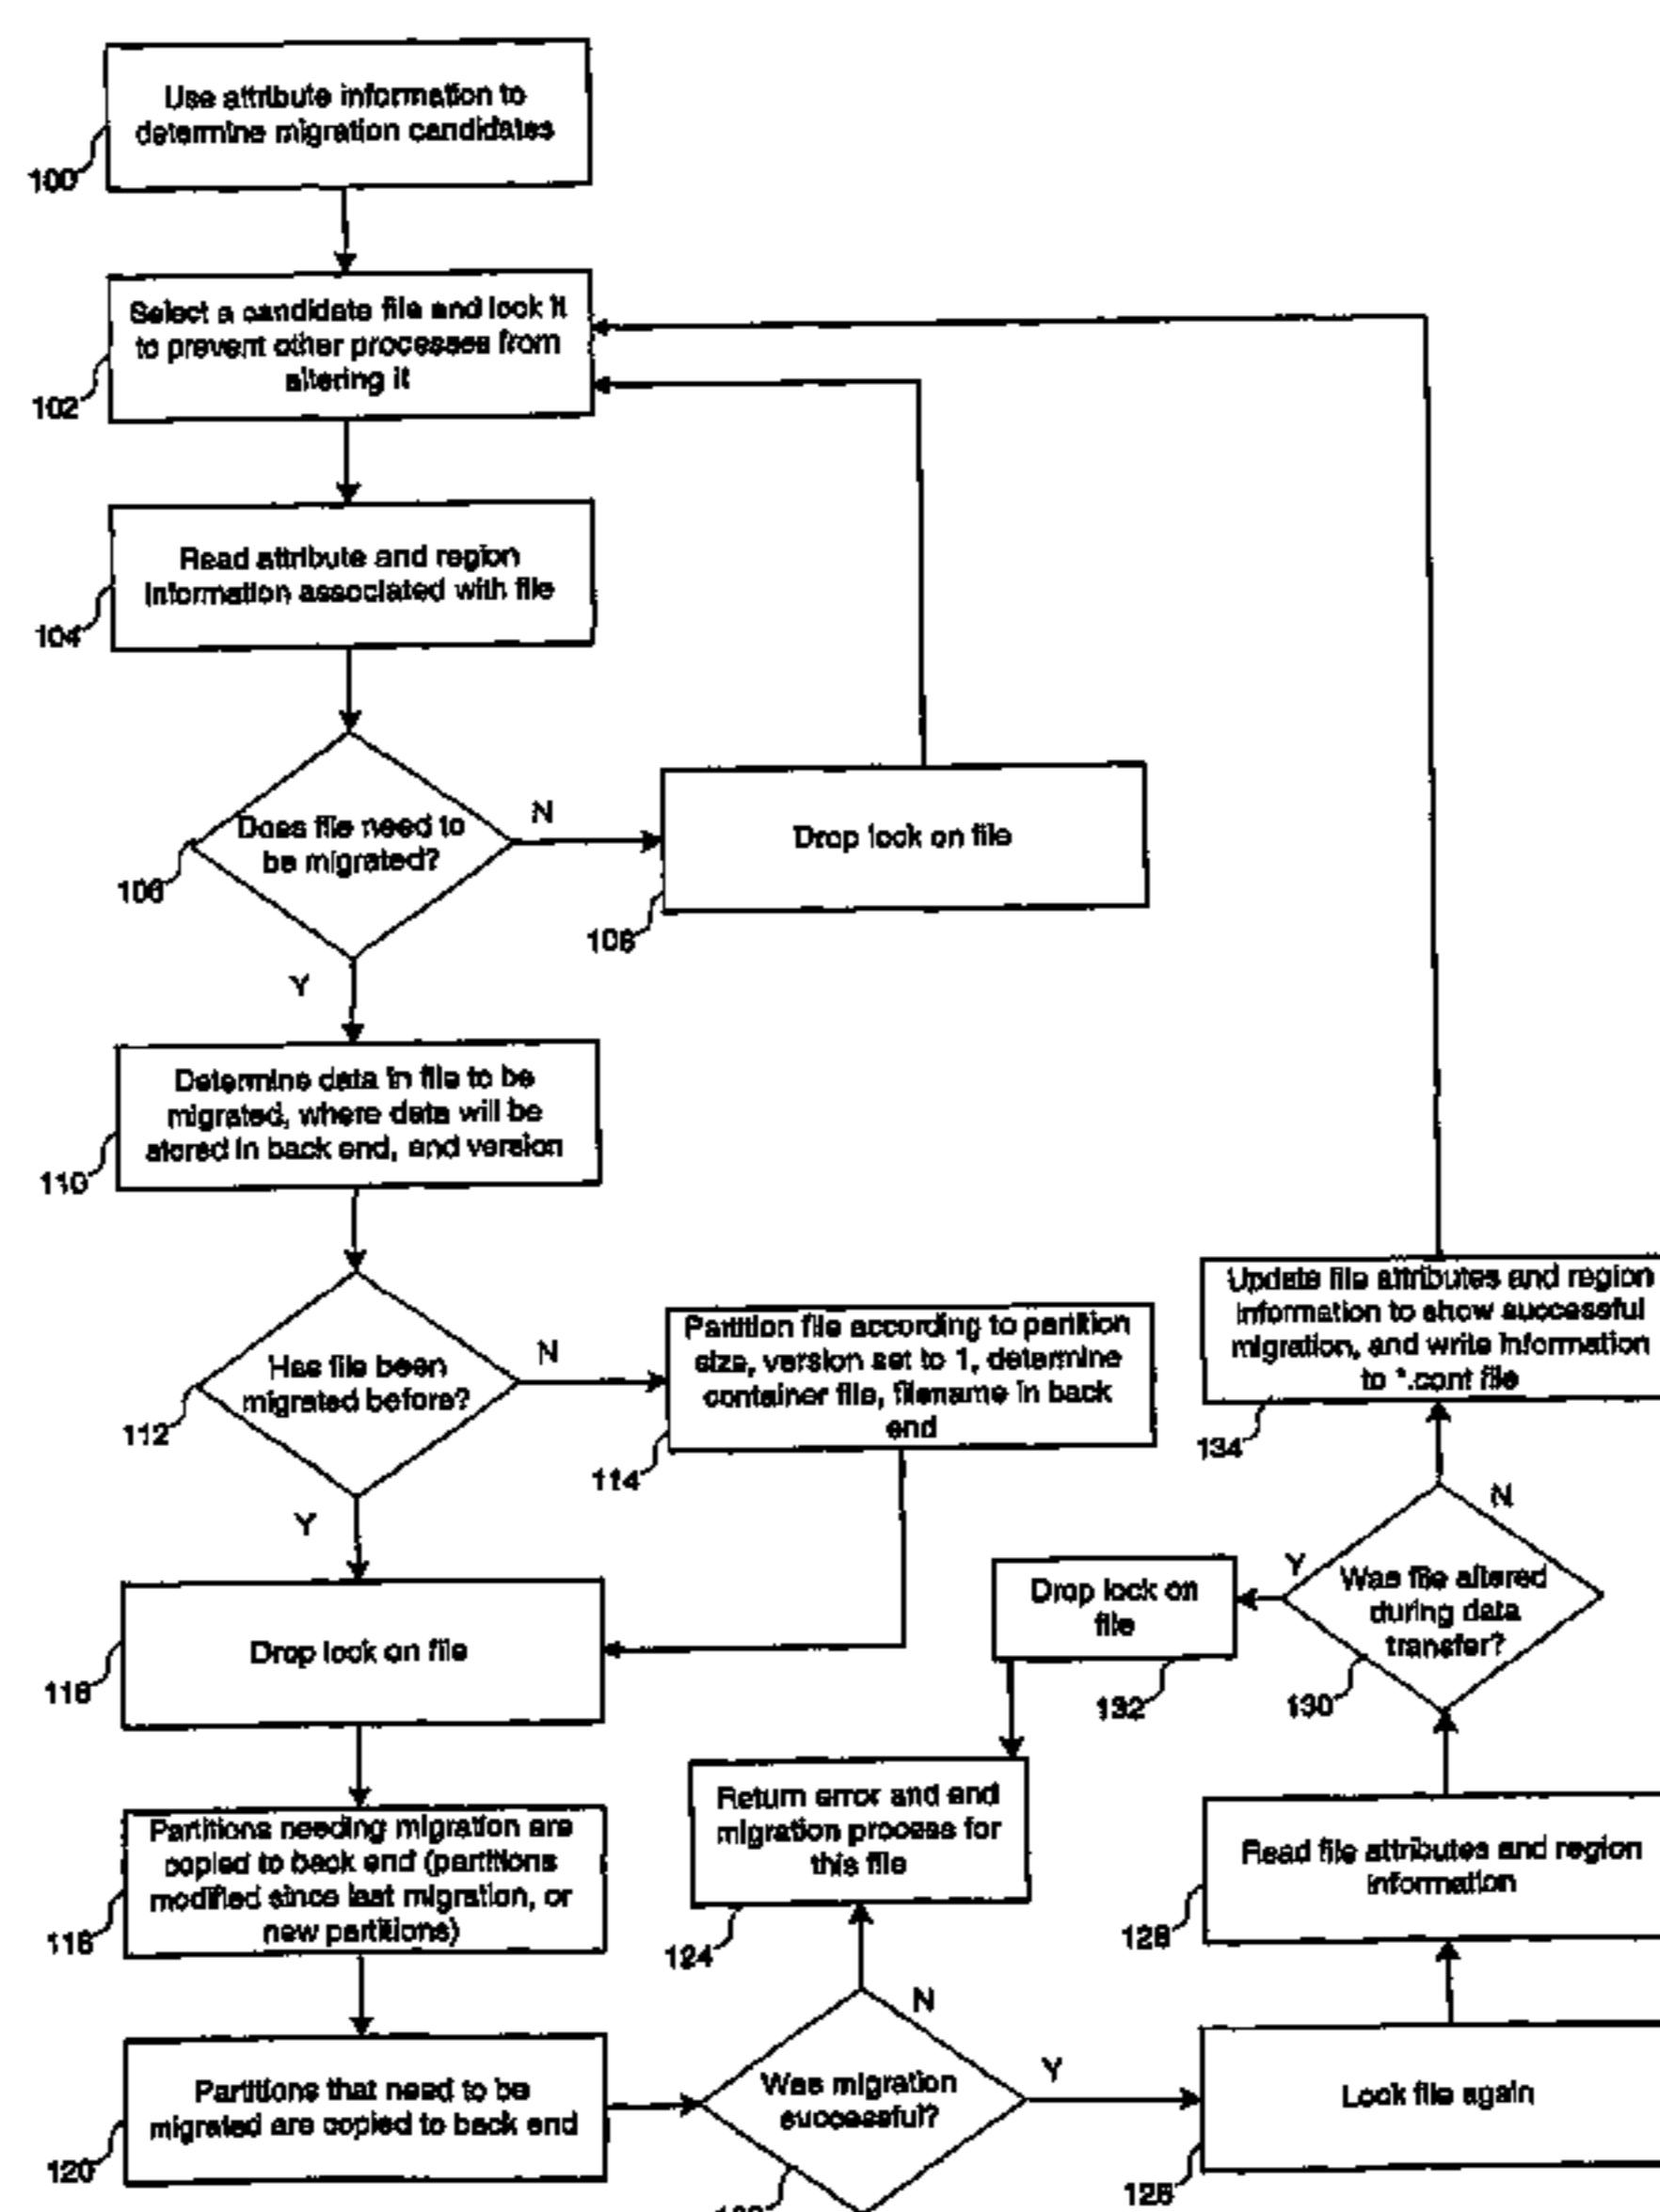 Use attribute information to
determine migration candidates
100
Select a candidate file and lock it
to prevent other processes from
altering it
102
Read attribute and region
information associated with file
104
Does file need to
be migrated?
106
N
Drop lock on file
108
Y
Determine data in file to be
migrated, where data will be
stored in back end, and version
110
Has file been
migrated before?
112
N
Partition file according to partition
size, version set to 1, determine
container file, filename in back
end
114
Y
Drop lock on file
116
Partitions needing migration are
copied to back end (partitions
modified since last migration, or
new partitions)
118
Partitions that need to be
migrated are copied to back end
120
Was migration
successful?
N
Return error and end
migration process for
this file
124
Y
Lock file again
126
Read file attributes and region
information
128
Was file altered
during data
transfer?
130
Y
Drop lock on
file
132
N
Update file attributes and region
information to show successful
migration, and write information
to *.cont file
134